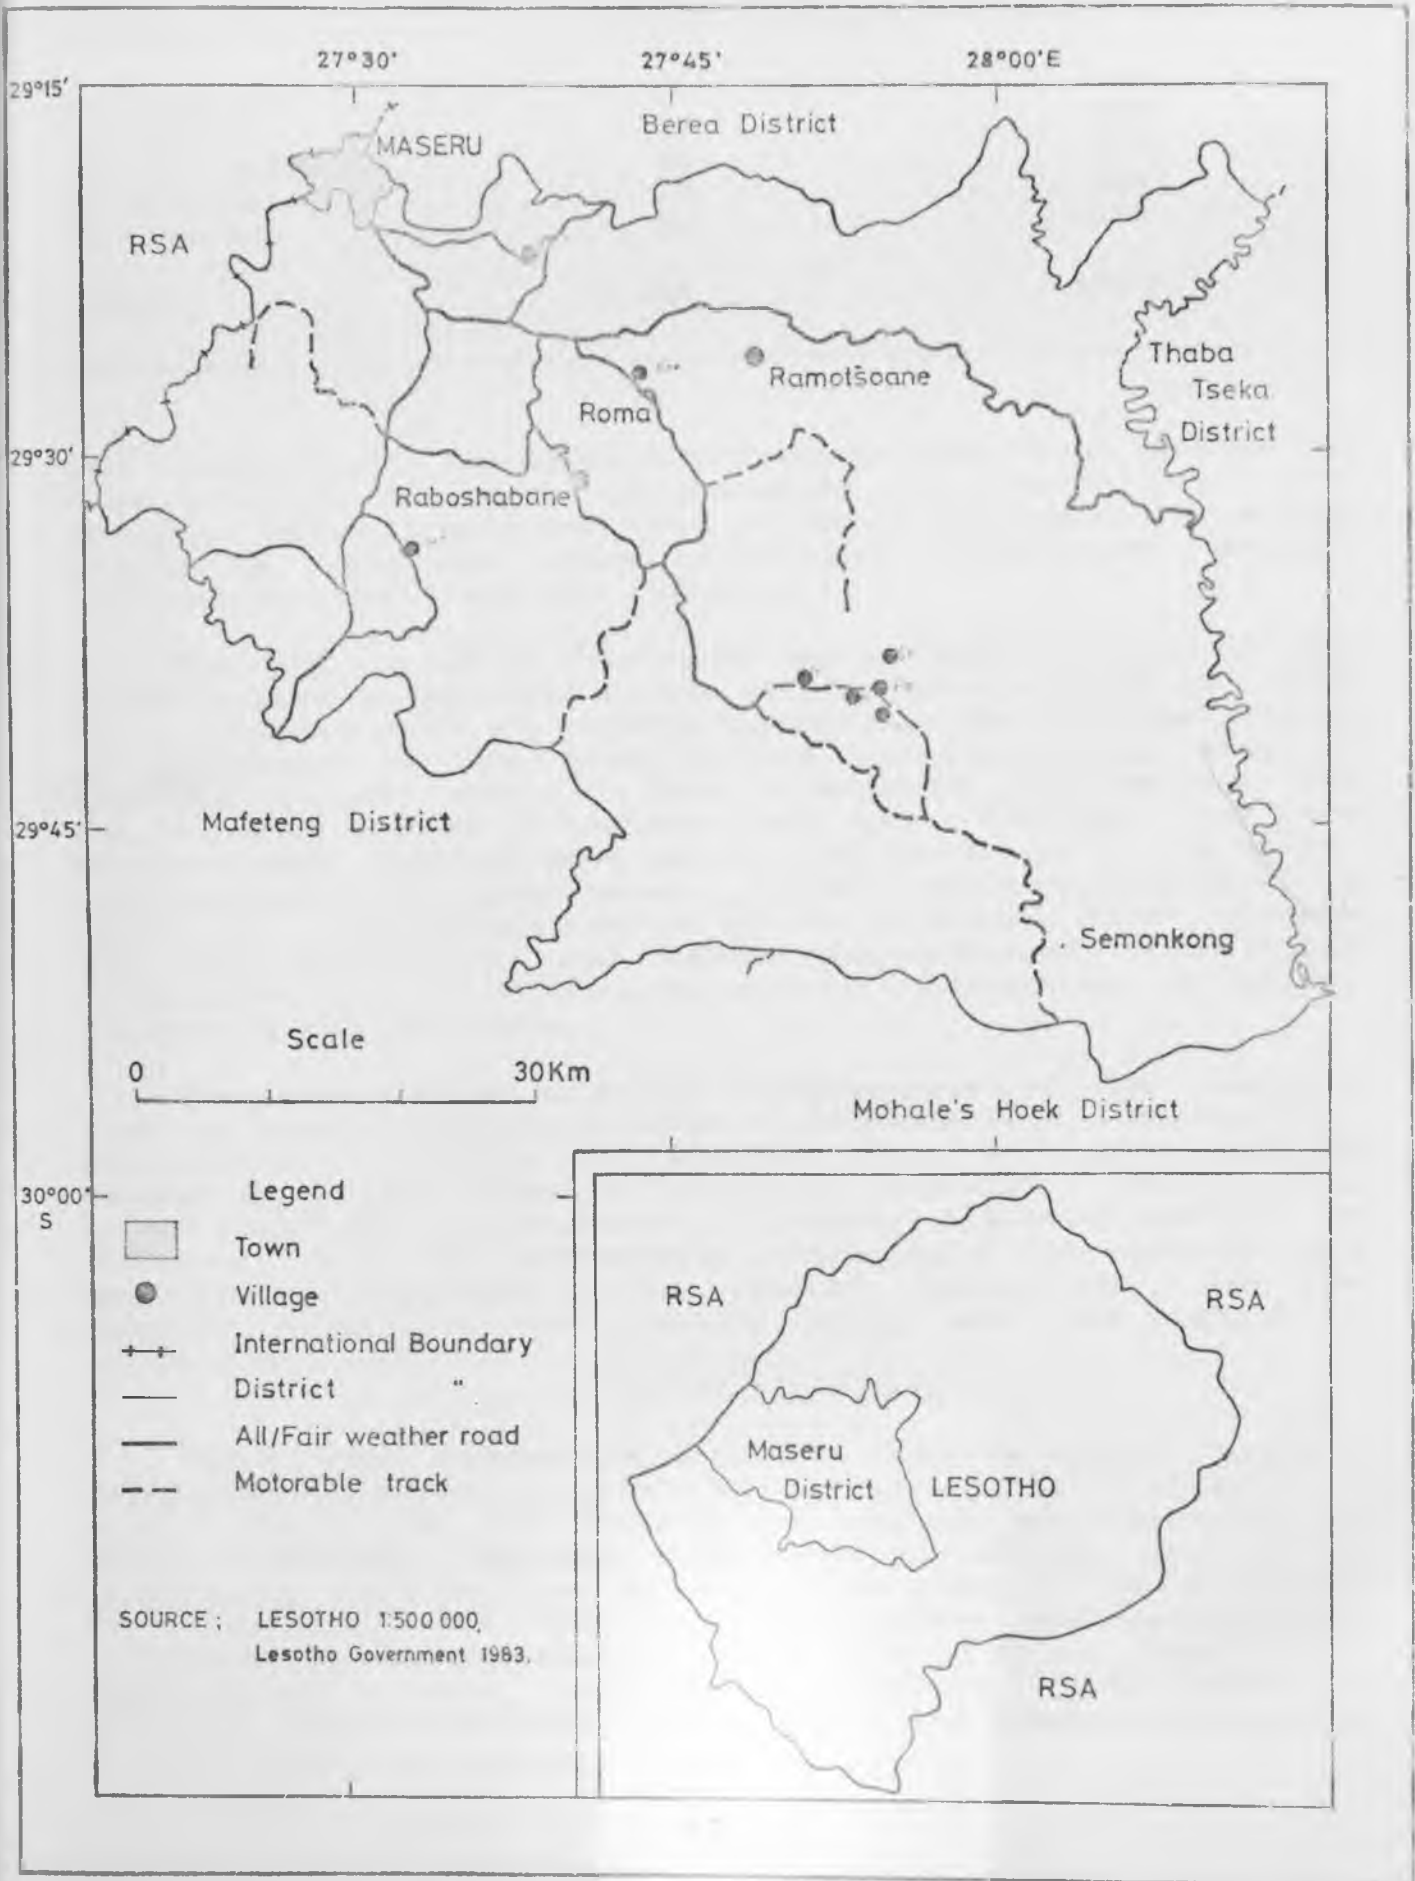 27°30'
27°45'
28°00'E
29°15'
Berea District
MASERU
RSA
Thaba
Tseka
District
Ramotšoane
Roma
29°30'
Raboshabane
Mafeteng District
29°45'
Semonkong
Scale
0
30Km
Mohale's Hoek District
30°00'
S
Legend
Town
Village
International Boundary
District "
All/Fair weather road
Motorable track
SOURCE; LESOTHO 1:500 000,
Lesotho Government 1983.
RSA
RSA
Maseru
District
LESOTHO
RSA